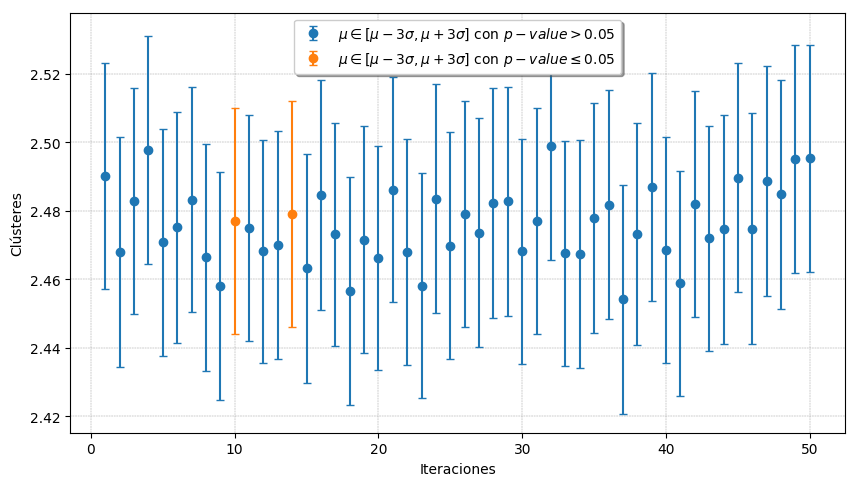 μ ∈ [μ − 3σ, μ + 3σ] con p − value > 0.05
μ ∈ [μ − 3σ, μ + 3σ] con p − value ≤ 0.05
2.52
2.50
2.48
2.46
2.44
2.42
Clústeres
0 10 20 30 40 50
Iteraciones